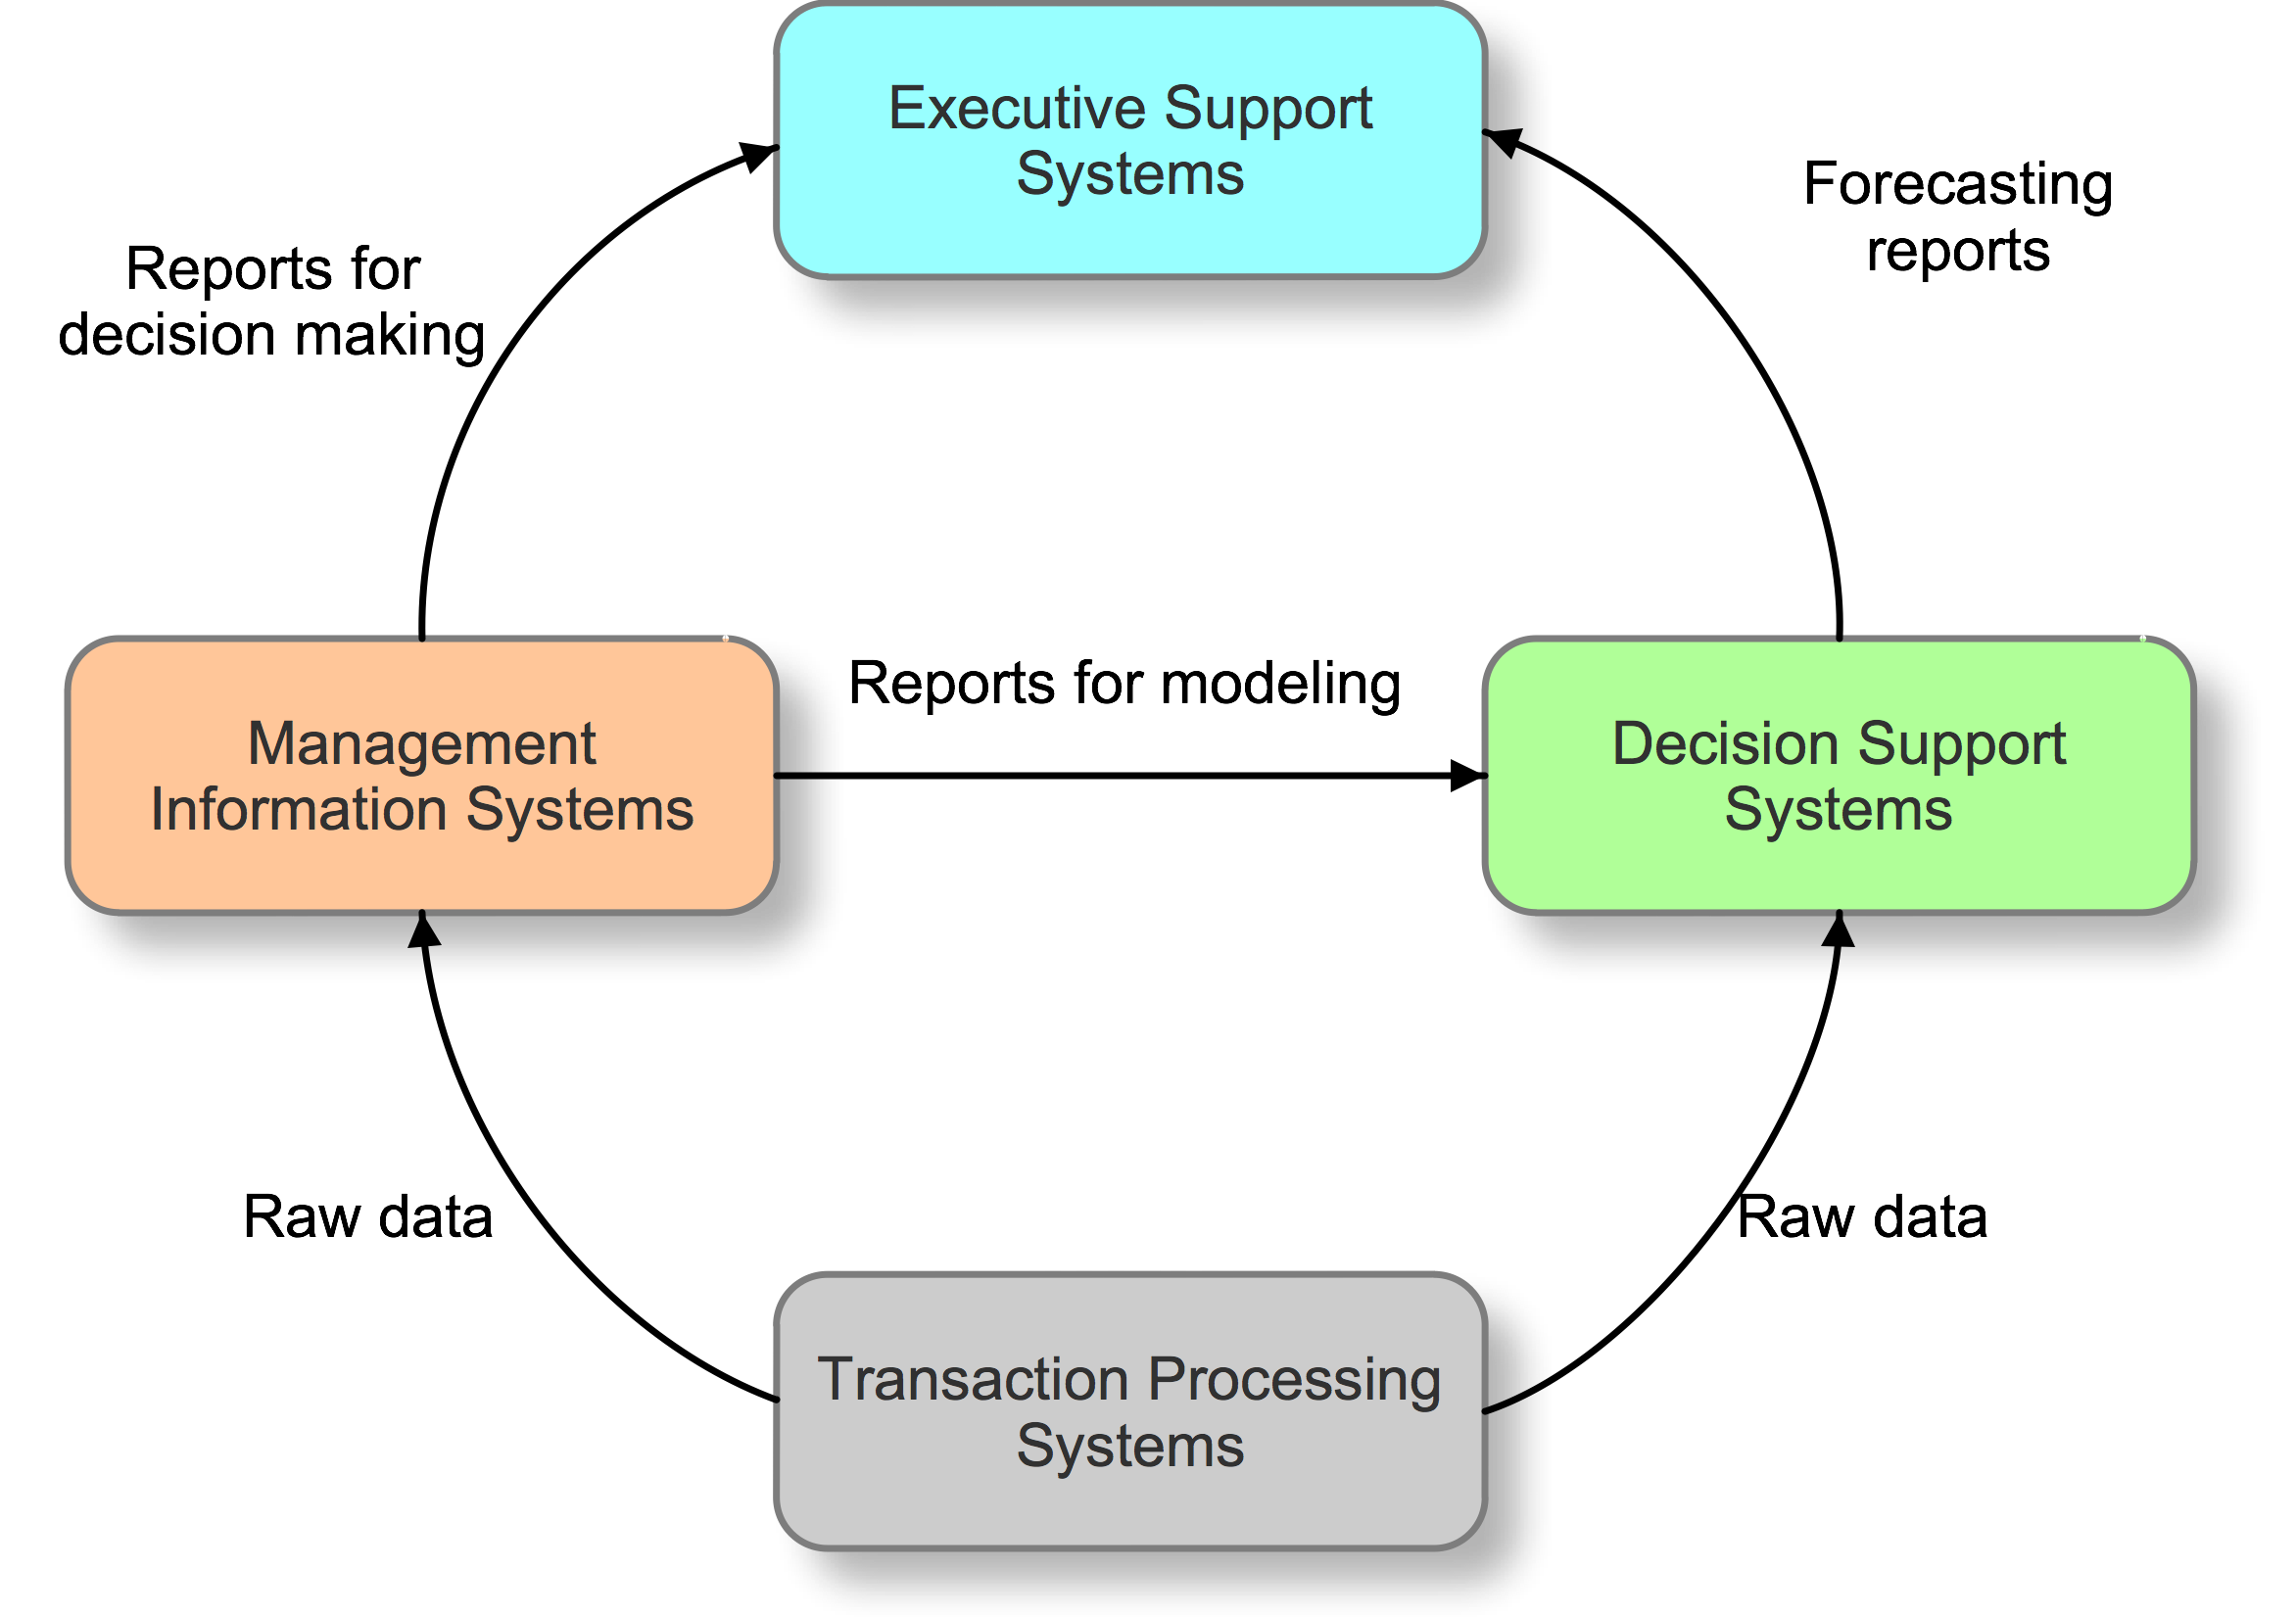 Executive Support
Systems
Forecasting
reports
Reports for
decision making
Reports for modeling
Management
Information Systems
Decision Support
Systems
Raw data
Raw data
Transaction Processing
Systems